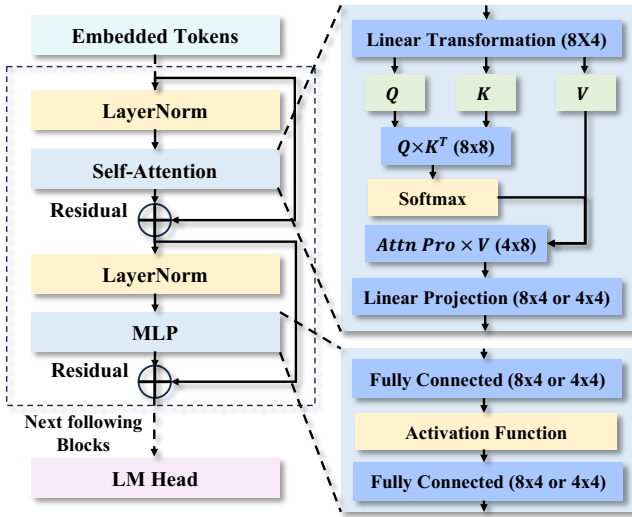 Embedded Tokens
LayerNorm
Self-Attention
Residual
LayerNorm
MLP
Residual
Next following
Blocks
LM Head
Linear Transformation (8X4)
Q
K
V
Q×K^T (8x8)
Softmax
Attn Pro × V (4x8)
Linear Projection (8x4 or 4x4)
Fully Connected (8x4 or 4x4)
Activation Function
Fully Connected (8x4 or 4x4)